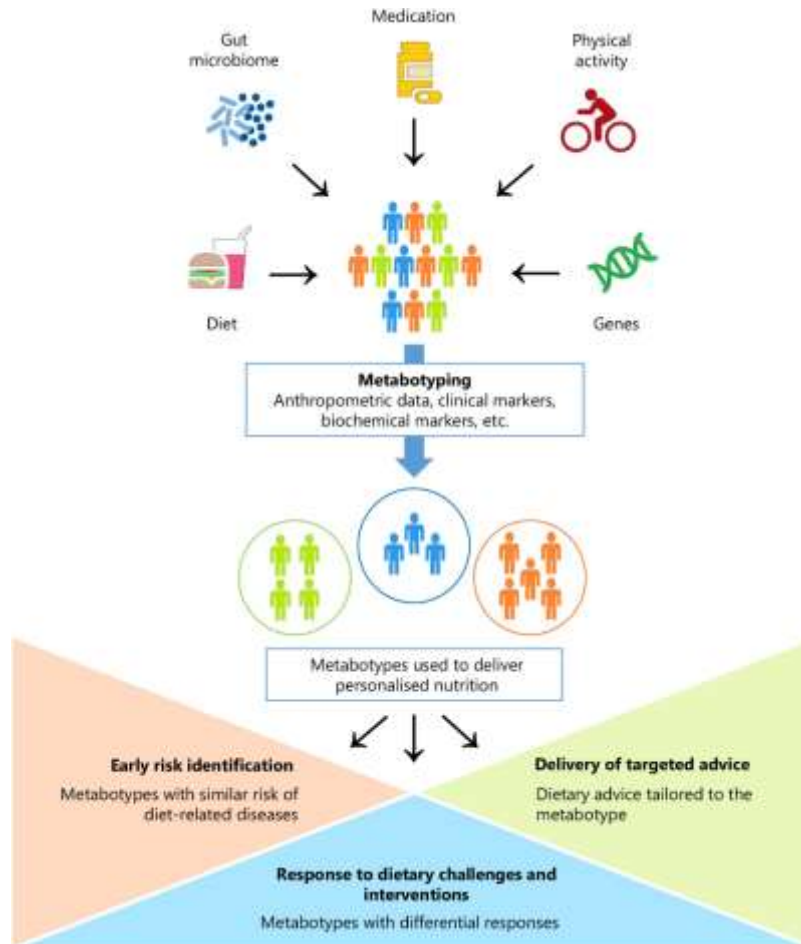 Medication
Gut
microbiome
Physical
activity
Diet
Genes
Metabotyping
Anthropometric data, clinical markers,
biochemical markers, etc.
Metabotypes used to deliver
personalised nutrition
Early risk identification
Metabotypes with similar risk of
diet-related diseases
Delivery of targeted advice
Dietary advice tailored to the
metabotype
Response to dietary challenges and
interventions
Metabotypes with differential responses